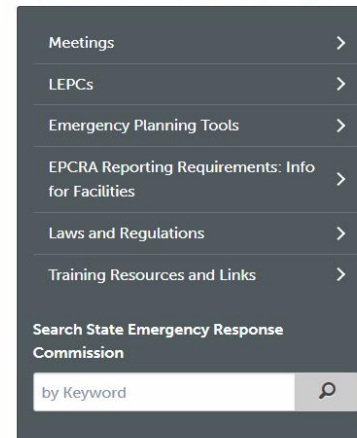 Meetings
LEPCs
Emergency Planning Tools
EPCRA Reporting Requirements: Info
for Facilities
Laws and Regulations
Training Resources and Links
Search State Emergency Response
Commission
by Keyword